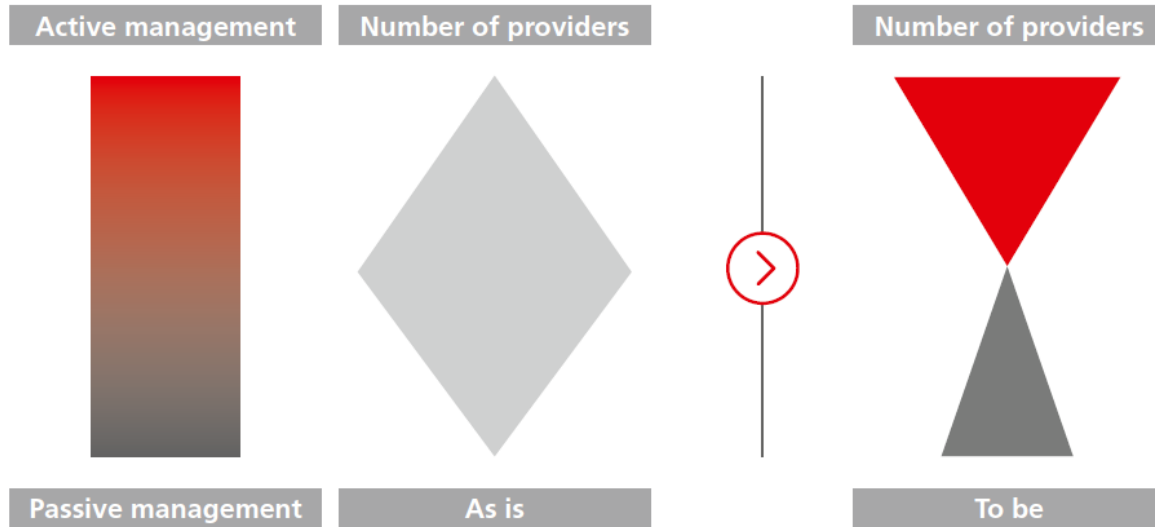 Active management
Number of providers
Number of providers
Passive management
As is
To be